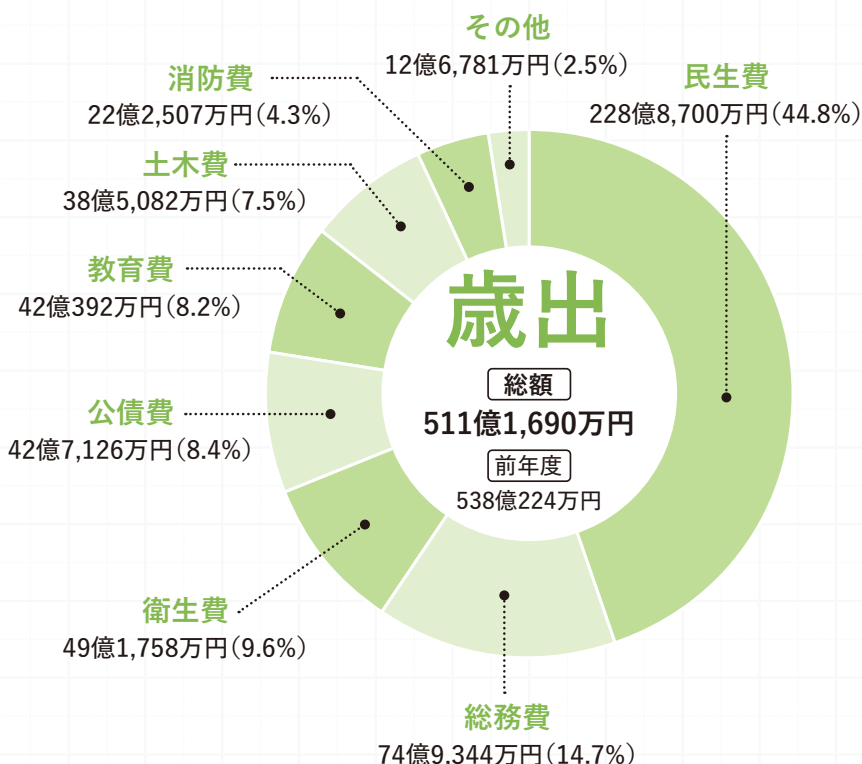 歳出
総額
511億1,690万円
前年度
538億224万円
民生費
228億8,700万円(44.8%)
総務費
74億9,344万円(14.7%)
衛生費
49億1,758万円(9.6%)
公債費
42億7,126万円(8.4%)
教育費
42億392万円(8.2%)
土木費
38億5,082万円(7.5%)
消防費
22億2,507万円(4.3%)
その他
12億6,781万円(2.5%)